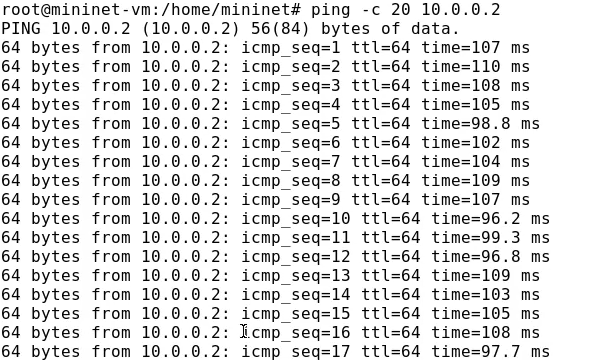 root@mininet-vm:/home/mininet# ping -c 20 10.0.0.2
PING 10.0.0.2 (10.0.0.2) 56(84) bytes of data.
64 bytes from 10.0.0.2: icmp_seq=1 ttl=64 time=107 ms
64 bytes from 10.0.0.2: icmp_seq=2 ttl=64 time=110 ms
64 bytes from 10.0.0.2: icmp_seq=3 ttl=64 time=108 ms
64 bytes from 10.0.0.2: icmp_seq=4 ttl=64 time=105 ms
64 bytes from 10.0.0.2: icmp_seq=5 ttl=64 time=98.8 ms
64 bytes from 10.0.0.2: icmp_seq=6 ttl=64 time=102 ms
64 bytes from 10.0.0.2: icmp_seq=7 ttl=64 time=104 ms
64 bytes from 10.0.0.2: icmp_seq=8 ttl=64 time=109 ms
64 bytes from 10.0.0.2: icmp_seq=9 ttl=64 time=107 ms
64 bytes from 10.0.0.2: icmp_seq=10 ttl=64 time=96.2 ms
64 bytes from 10.0.0.2: icmp_seq=11 ttl=64 time=99.3 ms
64 bytes from 10.0.0.2: icmp_seq=12 ttl=64 time=96.8 ms
64 bytes from 10.0.0.2: icmp_seq=13 ttl=64 time=109 ms
64 bytes from 10.0.0.2: icmp_seq=14 ttl=64 time=103 ms
64 bytes from 10.0.0.2: icmp_seq=15 ttl=64 time=105 ms
64 bytes from 10.0.0.2: icmp_seq=16 ttl=64 time=108 ms
64 bytes from 10.0.0.2: icmp_seq=17 ttl=64 time=97.7 ms